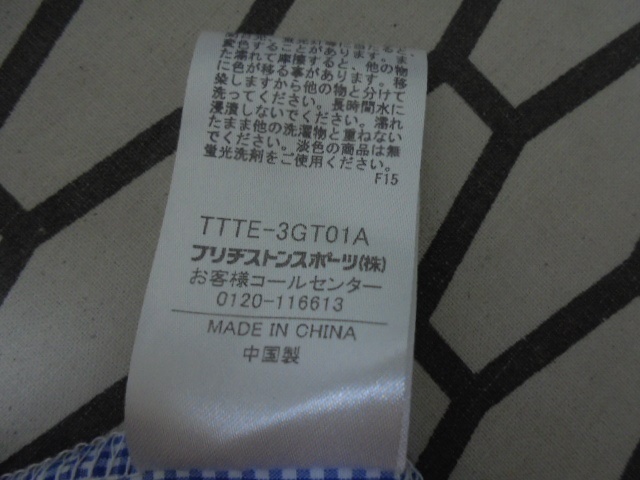 変色することがあります。また
た濡れて摩擦すると、他の物
に色が移る事があります。移
染しますから他の物と分けて
洗ってください。長時間水に
浸漬しないでください。濡れ
たまま他の洗濯物と重ねない
でください。淡色の商品は無
蛍光洗剤をご使用ください。
F15
TTTE-3GT01A
ブリヂストンスポーツ(株)
お客様コールセンター
0120-116613
MADE IN CHINA
中国製